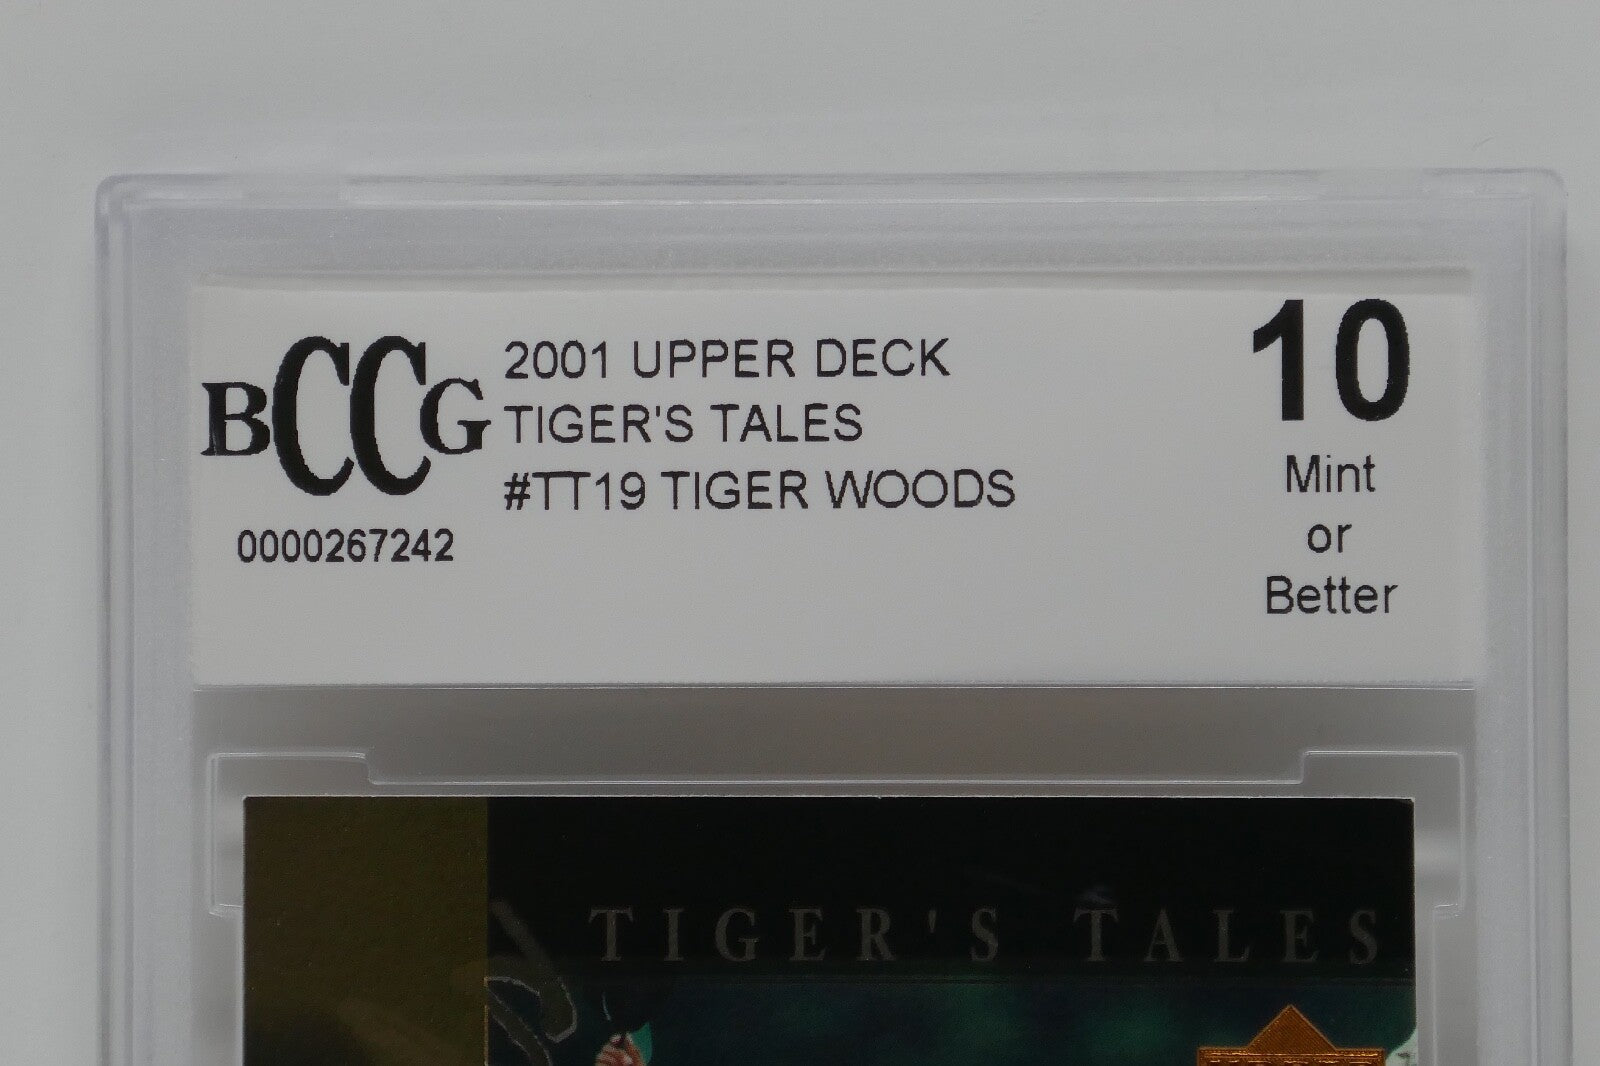 BCCG
0000267242
2001 UPPER DECK
TIGER'S TALES
#TT19 TIGER WOODS
10
Mint
or
Better
TIGER'S TALES